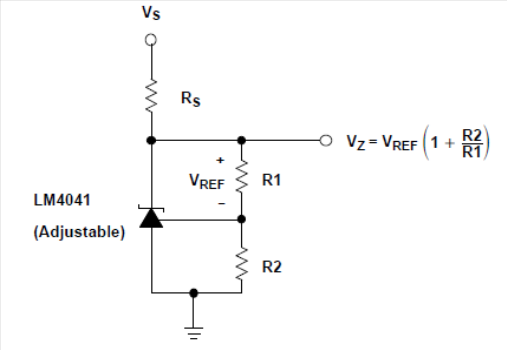 VS
RS
VZ = VREF (1 + R2/R1)
+
VREF
R1
−
LM4041
(Adjustable)
R2